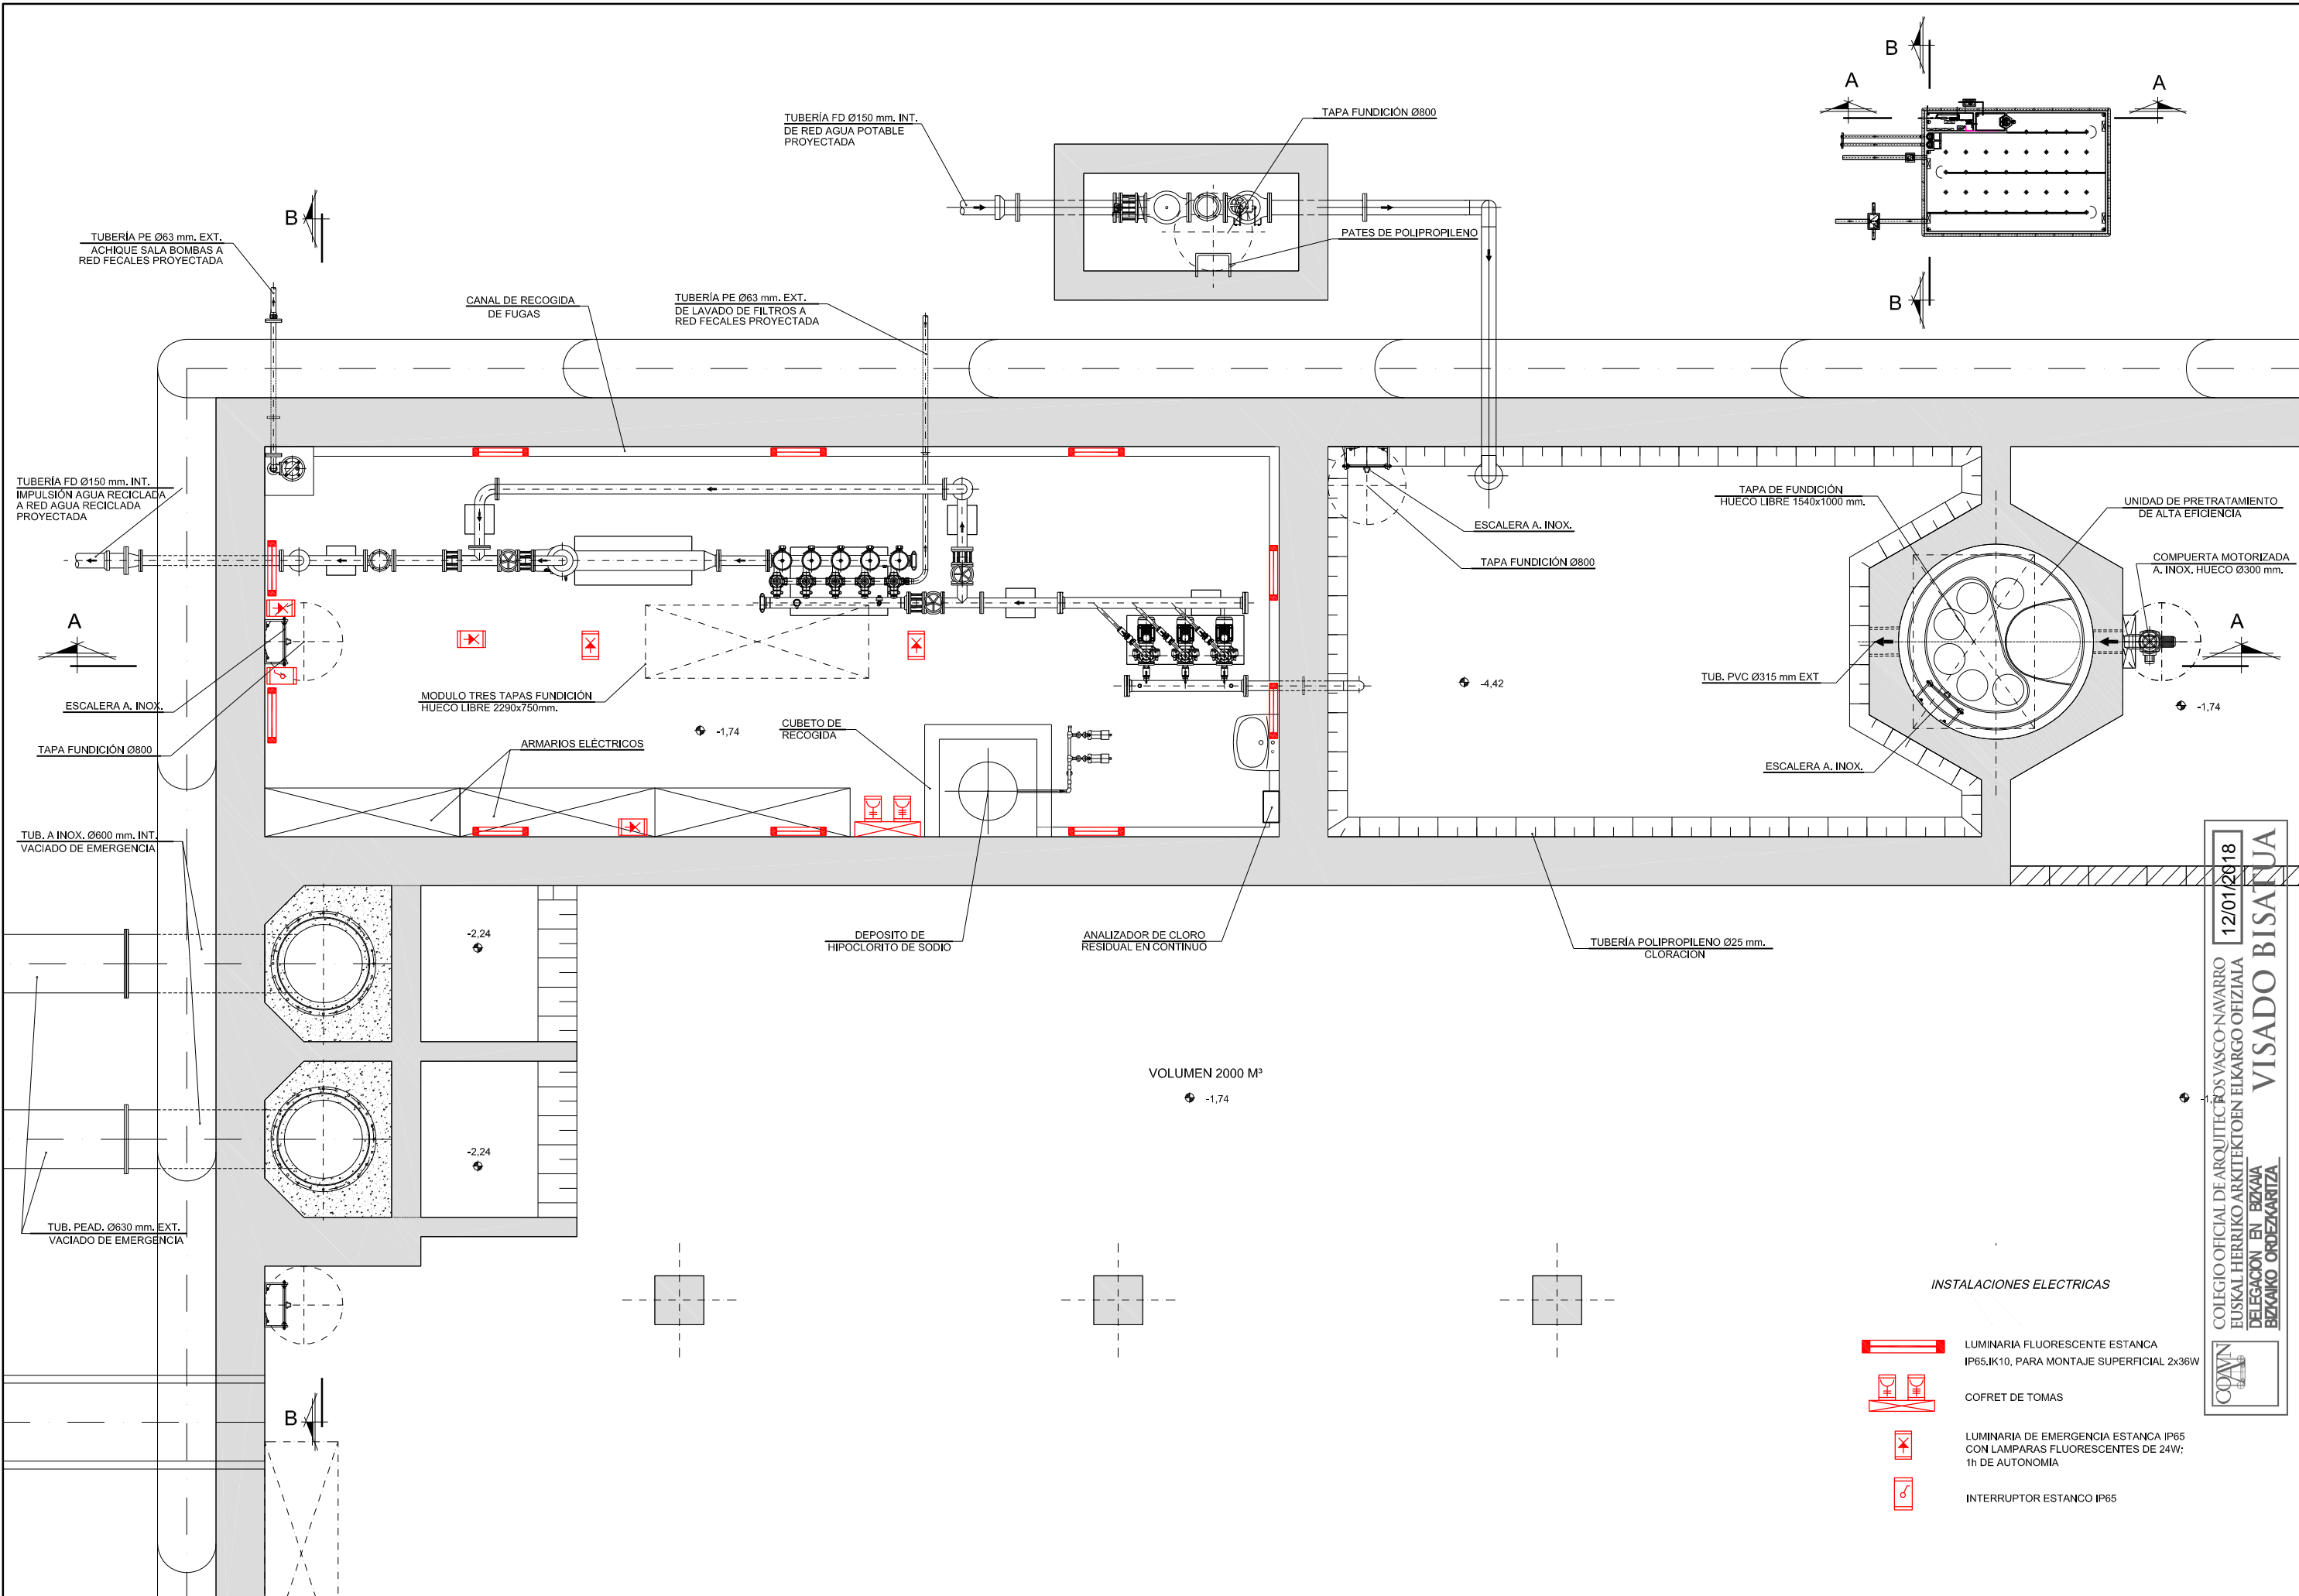 B
A
A
B
TUBERÍA FD Ø150 mm. INT.
DE RED AGUA POTABLE
PROYECTADA
TAPA FUNDICIÓN Ø800
PATES DE POLIPROPILENO
B
TUBERÍA PE Ø63 mm. EXT.
ACHIQUE SALA BOMBAS A
RED FECALES PROYECTADA
CANAL DE RECOGIDA
DE FUGAS
TUBERÍA PE Ø63 mm. EXT.
DE LAVADO DE FILTROS A
RED FECALES PROYECTADA
TUBERÍA FD Ø150 mm. INT.
IMPULSIÓN AGUA RECICLADA
A RED AGUA RECICLADA
PROYECTADA
ESCALERA A. INOX.
TAPA FUNDICIÓN Ø800
TAPA DE FUNDICIÓN
HUECO LIBRE 1540x1000 mm.
UNIDAD DE PRETRATAMIENTO
DE ALTA EFICIENCIA
COMPUERTA MOTORIZADA
A. INOX. HUECO Ø300 mm.
A
A
ESCALERA A. INOX.
TAPA FUNDICIÓN Ø800
MODULO TRES TAPAS FUNDICIÓN
HUECO LIBRE 2290x750mm.
-1,74
ARMARIOS ELÉCTRICOS
CUBETO DE
RECOGIDA
-4,42
TUB. PVC Ø315 mm EXT
-1,74
ESCALERA A. INOX.
TUB. A INOX. Ø600 mm. INT.
VACIADO DE EMERGENCIA
-2,24
DEPOSITO DE
HIPOCLORITO DE SODIO
ANALIZADOR DE CLORO
RESIDUAL EN CONTINUO
TUBERÍA POLIPROPILENO Ø25 mm.
CLORACION
VOLUMEN 2000 M³
-1,74
-1,74
-2,24
TUB. PEAD. Ø630 mm. EXT.
VACIADO DE EMERGENCIA
B
INSTALACIONES ELECTRICAS
LUMINARIA FLUORESCENTE ESTANCA
IP65.IK10, PARA MONTAJE SUPERFICIAL 2x36W
COFRET DE TOMAS
LUMINARIA DE EMERGENCIA ESTANCA IP65
CON LAMPARAS FLUORESCENTES DE 24W;
1h DE AUTONOMIA
INTERRUPTOR ESTANCO IP65
COAVN
COLEGIO OFICIAL DE ARQUITECTOS VASCO-NAVARRO
EUSKAL HERRIKO ARKITEKTOEN ELKARGO OFIZIALA
DELEGACION EN BIZKAIA
BIZKAIKO ORDEZKARITZA
12/01/2018
VISADO BISATUA